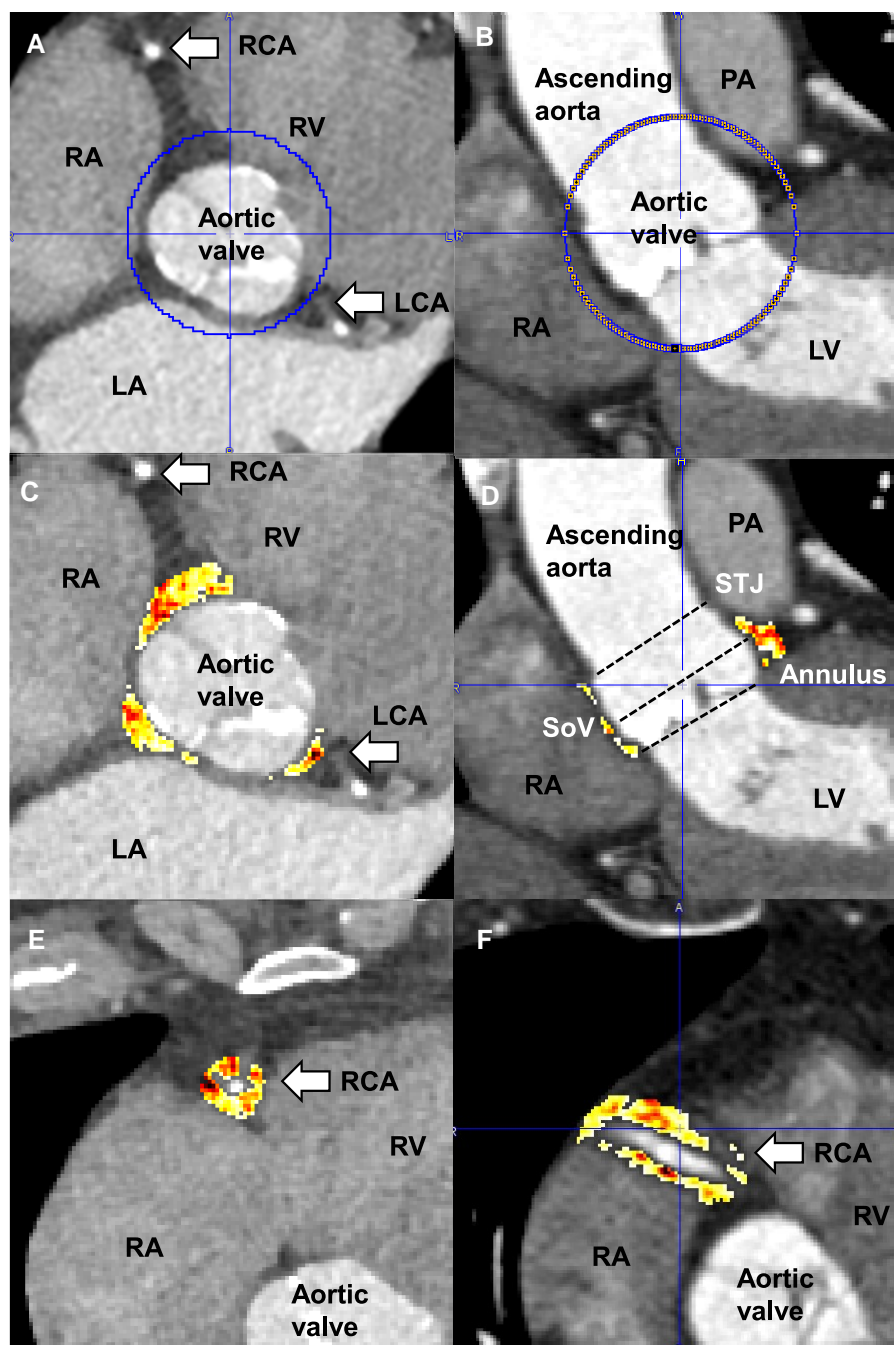 A
A
RCA
RA
RV
Aortic
valve
R
L
LCA
LA
B
Ascending
aorta
PA
Aortic
valve
R
RA
LV
F
C
RCA
RV
RA
Aortic
valve
LCA
LA
D
H
PA
Ascending
aorta
STJ
Annulus
R
SoV
RA
LV
E
RCA
RV
RA
Aortic
valve
F
A
R
RCA
RV
RA
Aortic
valve